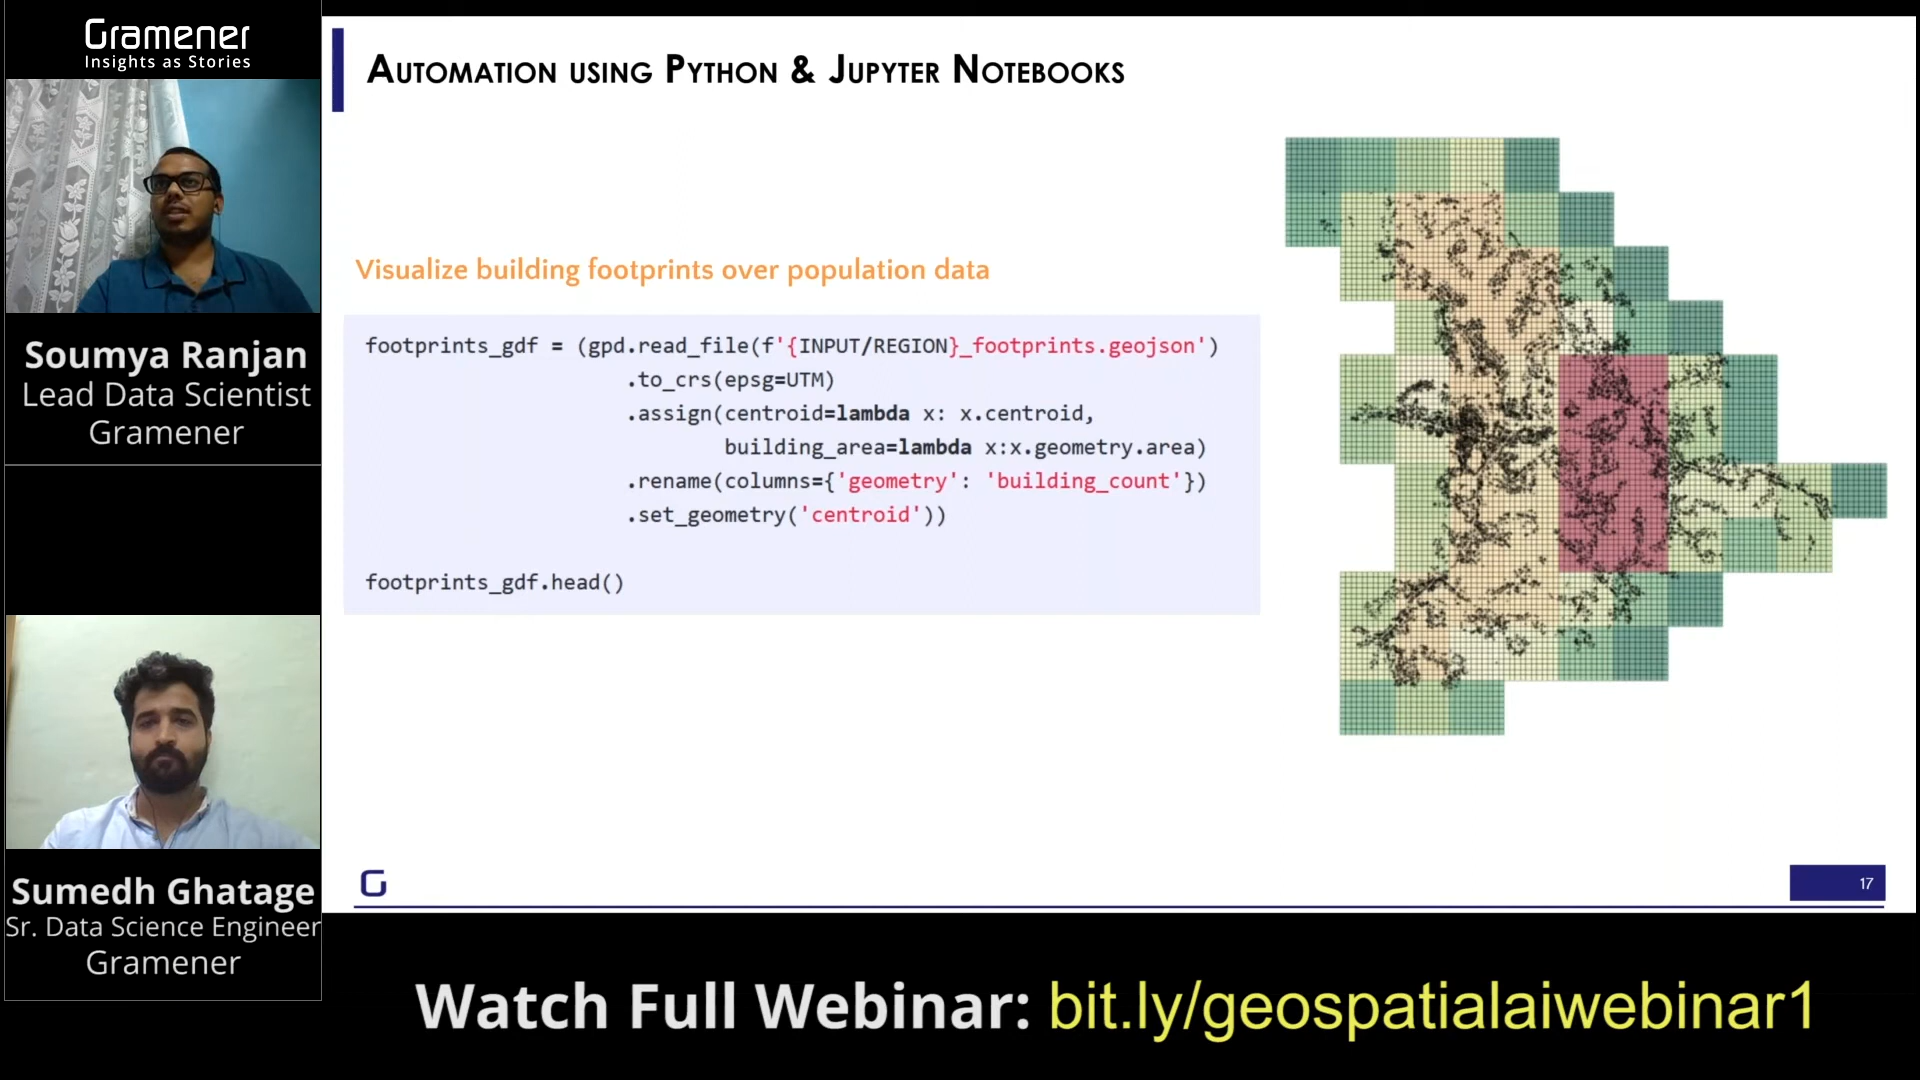 Gramener
Insights as Stories
Soumya Ranjan
Lead Data Scientist
Gramener
Sumedh Ghatage
Sr. Data Science Engineer
Gramener
AUTOMATION USING PYTHON & JUPYTER NOTEBOOKS
Visualize building footprints over population data
footprints_gdf = (gpd.read_file(f'{INPUT/REGION}_footprints.geojson')
.to_crs(epsg=UTM)
.assign(centroid=lambda x: x.centroid,
building_area=lambda x:x.geometry.area)
.rename(columns={'geometry': 'building_count'})
.set_geometry('centroid'))
footprints_gdf.head()
G
17
Watch Full Webinar: bit.ly/geospatialaiwebinar1